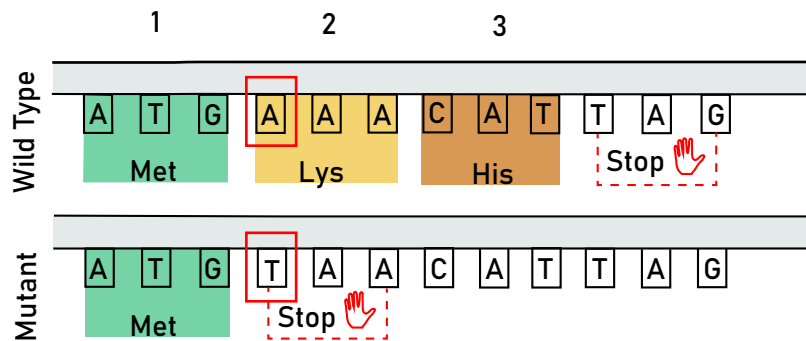 1 2 3
Wild Type
A T G A A A C A T T A G
Met Lys His Stop
Mutant
A T G T A A C A T T A G
Met Stop